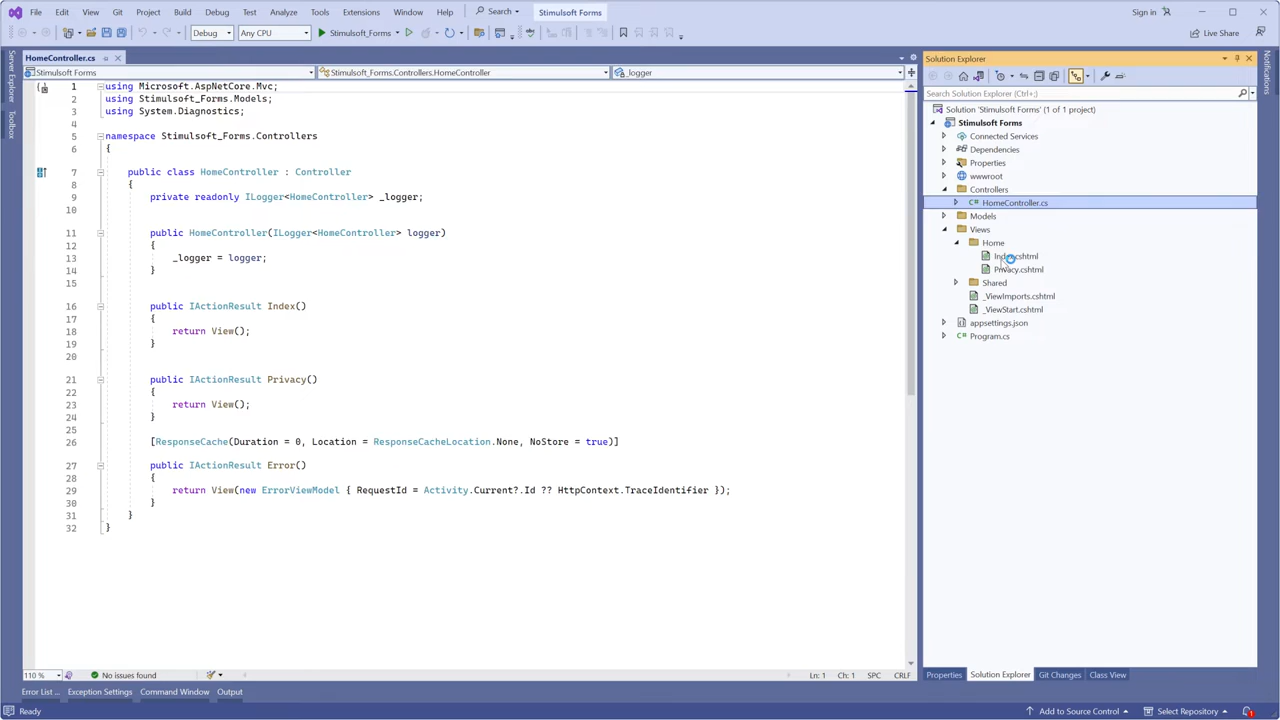 File Edit View Git Project Build Debug Test Analyze Tools Extensions Window Help Search Stimulsoft Forms Sign in
Debug Any CPU Stimulsoft_Forms Live Share
Server Explorer
Toolbox
HomeController.cs
Stimulsoft Forms Stimulsoft_Forms.Controllers.HomeController _logger
1 using Microsoft.AspNetCore.Mvc;
2 using Stimulsoft_Forms.Models;
3 using System.Diagnostics;
4
5 namespace Stimulsoft_Forms.Controllers
6 {
7 public class HomeController : Controller
8 {
9 private readonly ILogger<HomeController> _logger;
10
11 public HomeController(ILogger<HomeController> logger)
12 {
13 _logger = logger;
14 }
15
16 public IActionResult Index()
17 {
18 return View();
19 }
20
21 public IActionResult Privacy()
22 {
23 return View();
24 }
25
26 [ResponseCache(Duration = 0, Location = ResponseCacheLocation.None, NoStore = true)]
27 public IActionResult Error()
28 {
29 return View(new ErrorViewModel { RequestId = Activity.Current?.Id ?? HttpContext.TraceIdentifier });
30 }
31 }
32 }
110 % No issues found Ln: 1 Ch: 1 SPC CRLF
Error List ... Exception Settings Command Window Output
Solution Explorer
Search Solution Explorer (Ctrl+;)
Solution 'Stimulsoft Forms' (1 of 1 project)
Stimulsoft Forms
Connected Services
Dependencies
Properties
wwwroot
Controllers
C# HomeController.cs
Models
Views
Home
Index.cshtml
Privacy.cshtml
Shared
_ViewImports.cshtml
_ViewStart.cshtml
appsettings.json
C# Program.cs
Properties Solution Explorer Git Changes Class View
Notifications
Ready Add to Source Control Select Repository 1